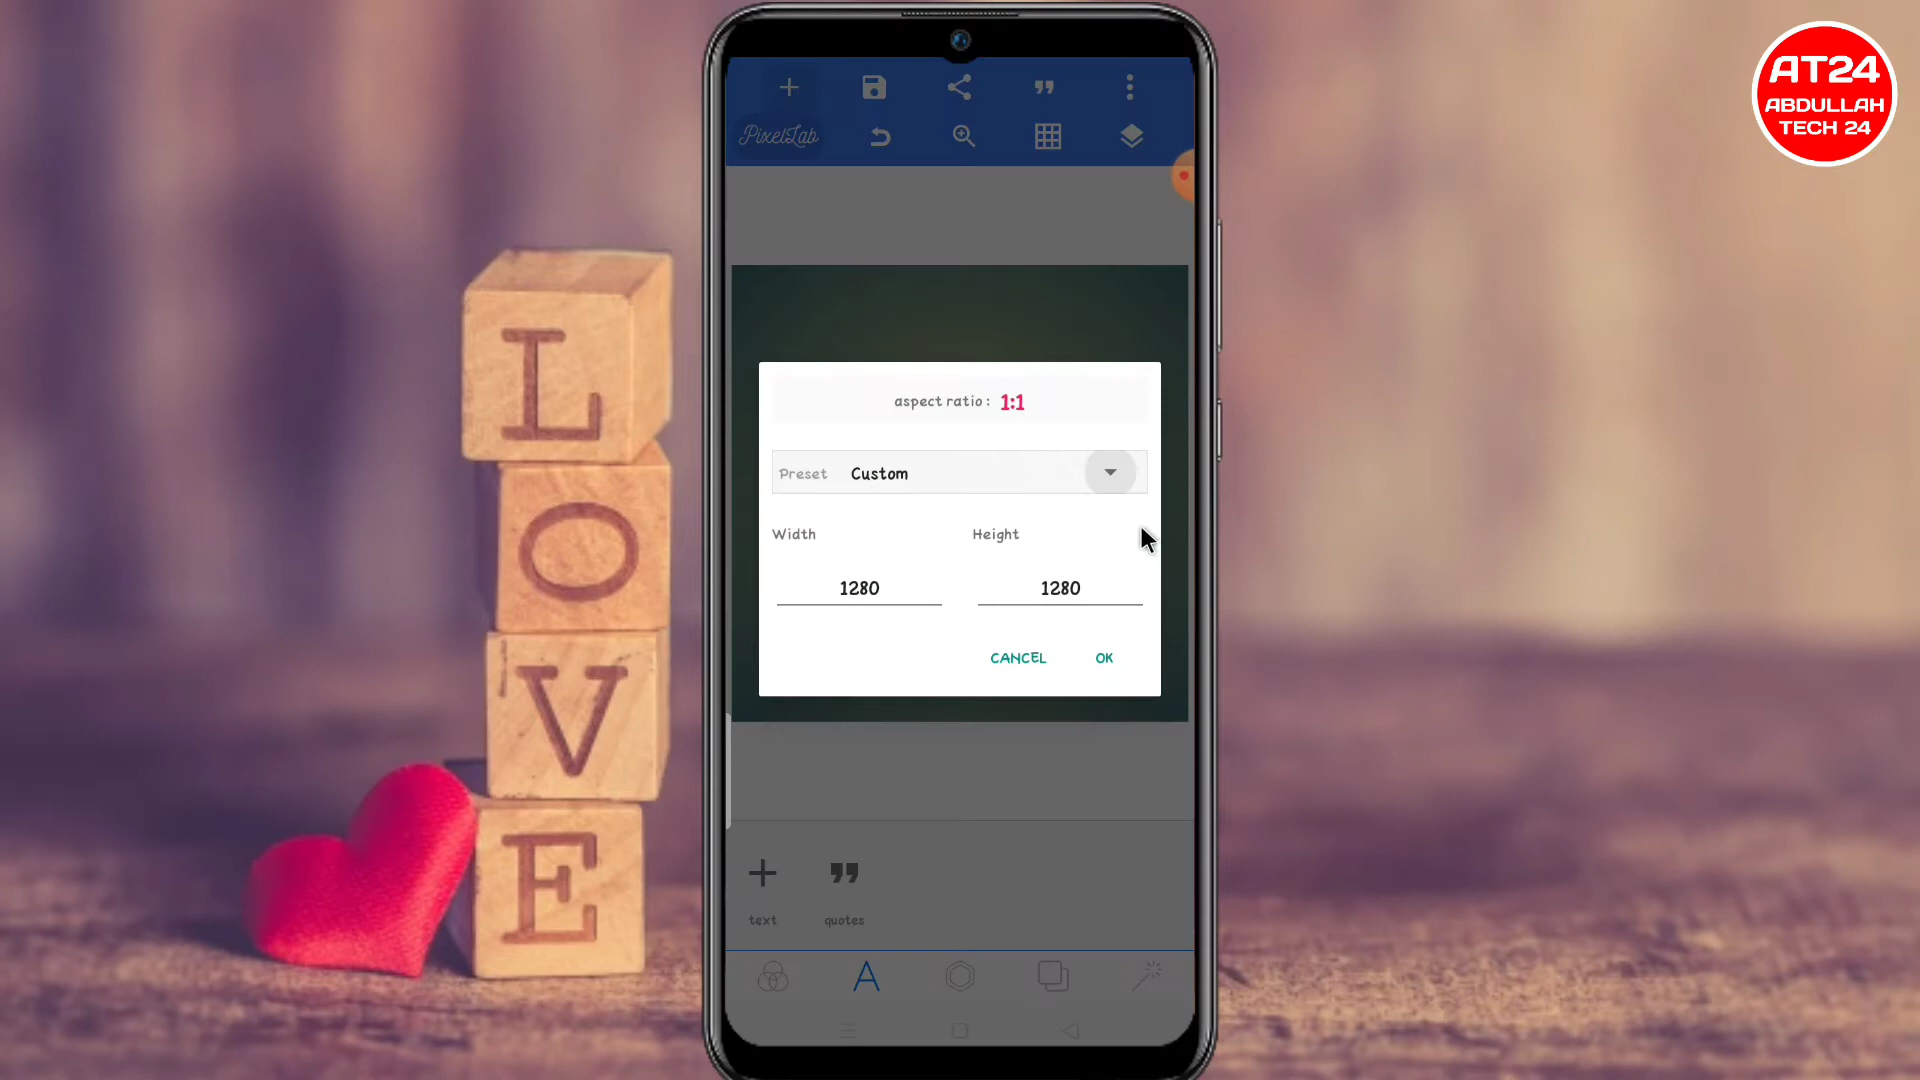 AT24
ABDULLAH
TECH 24
PixelLab
aspect ratio : 1:1
Preset Custom
Width Height
1280 1280
CANCEL OK
text quotes
A
L
O
V
E